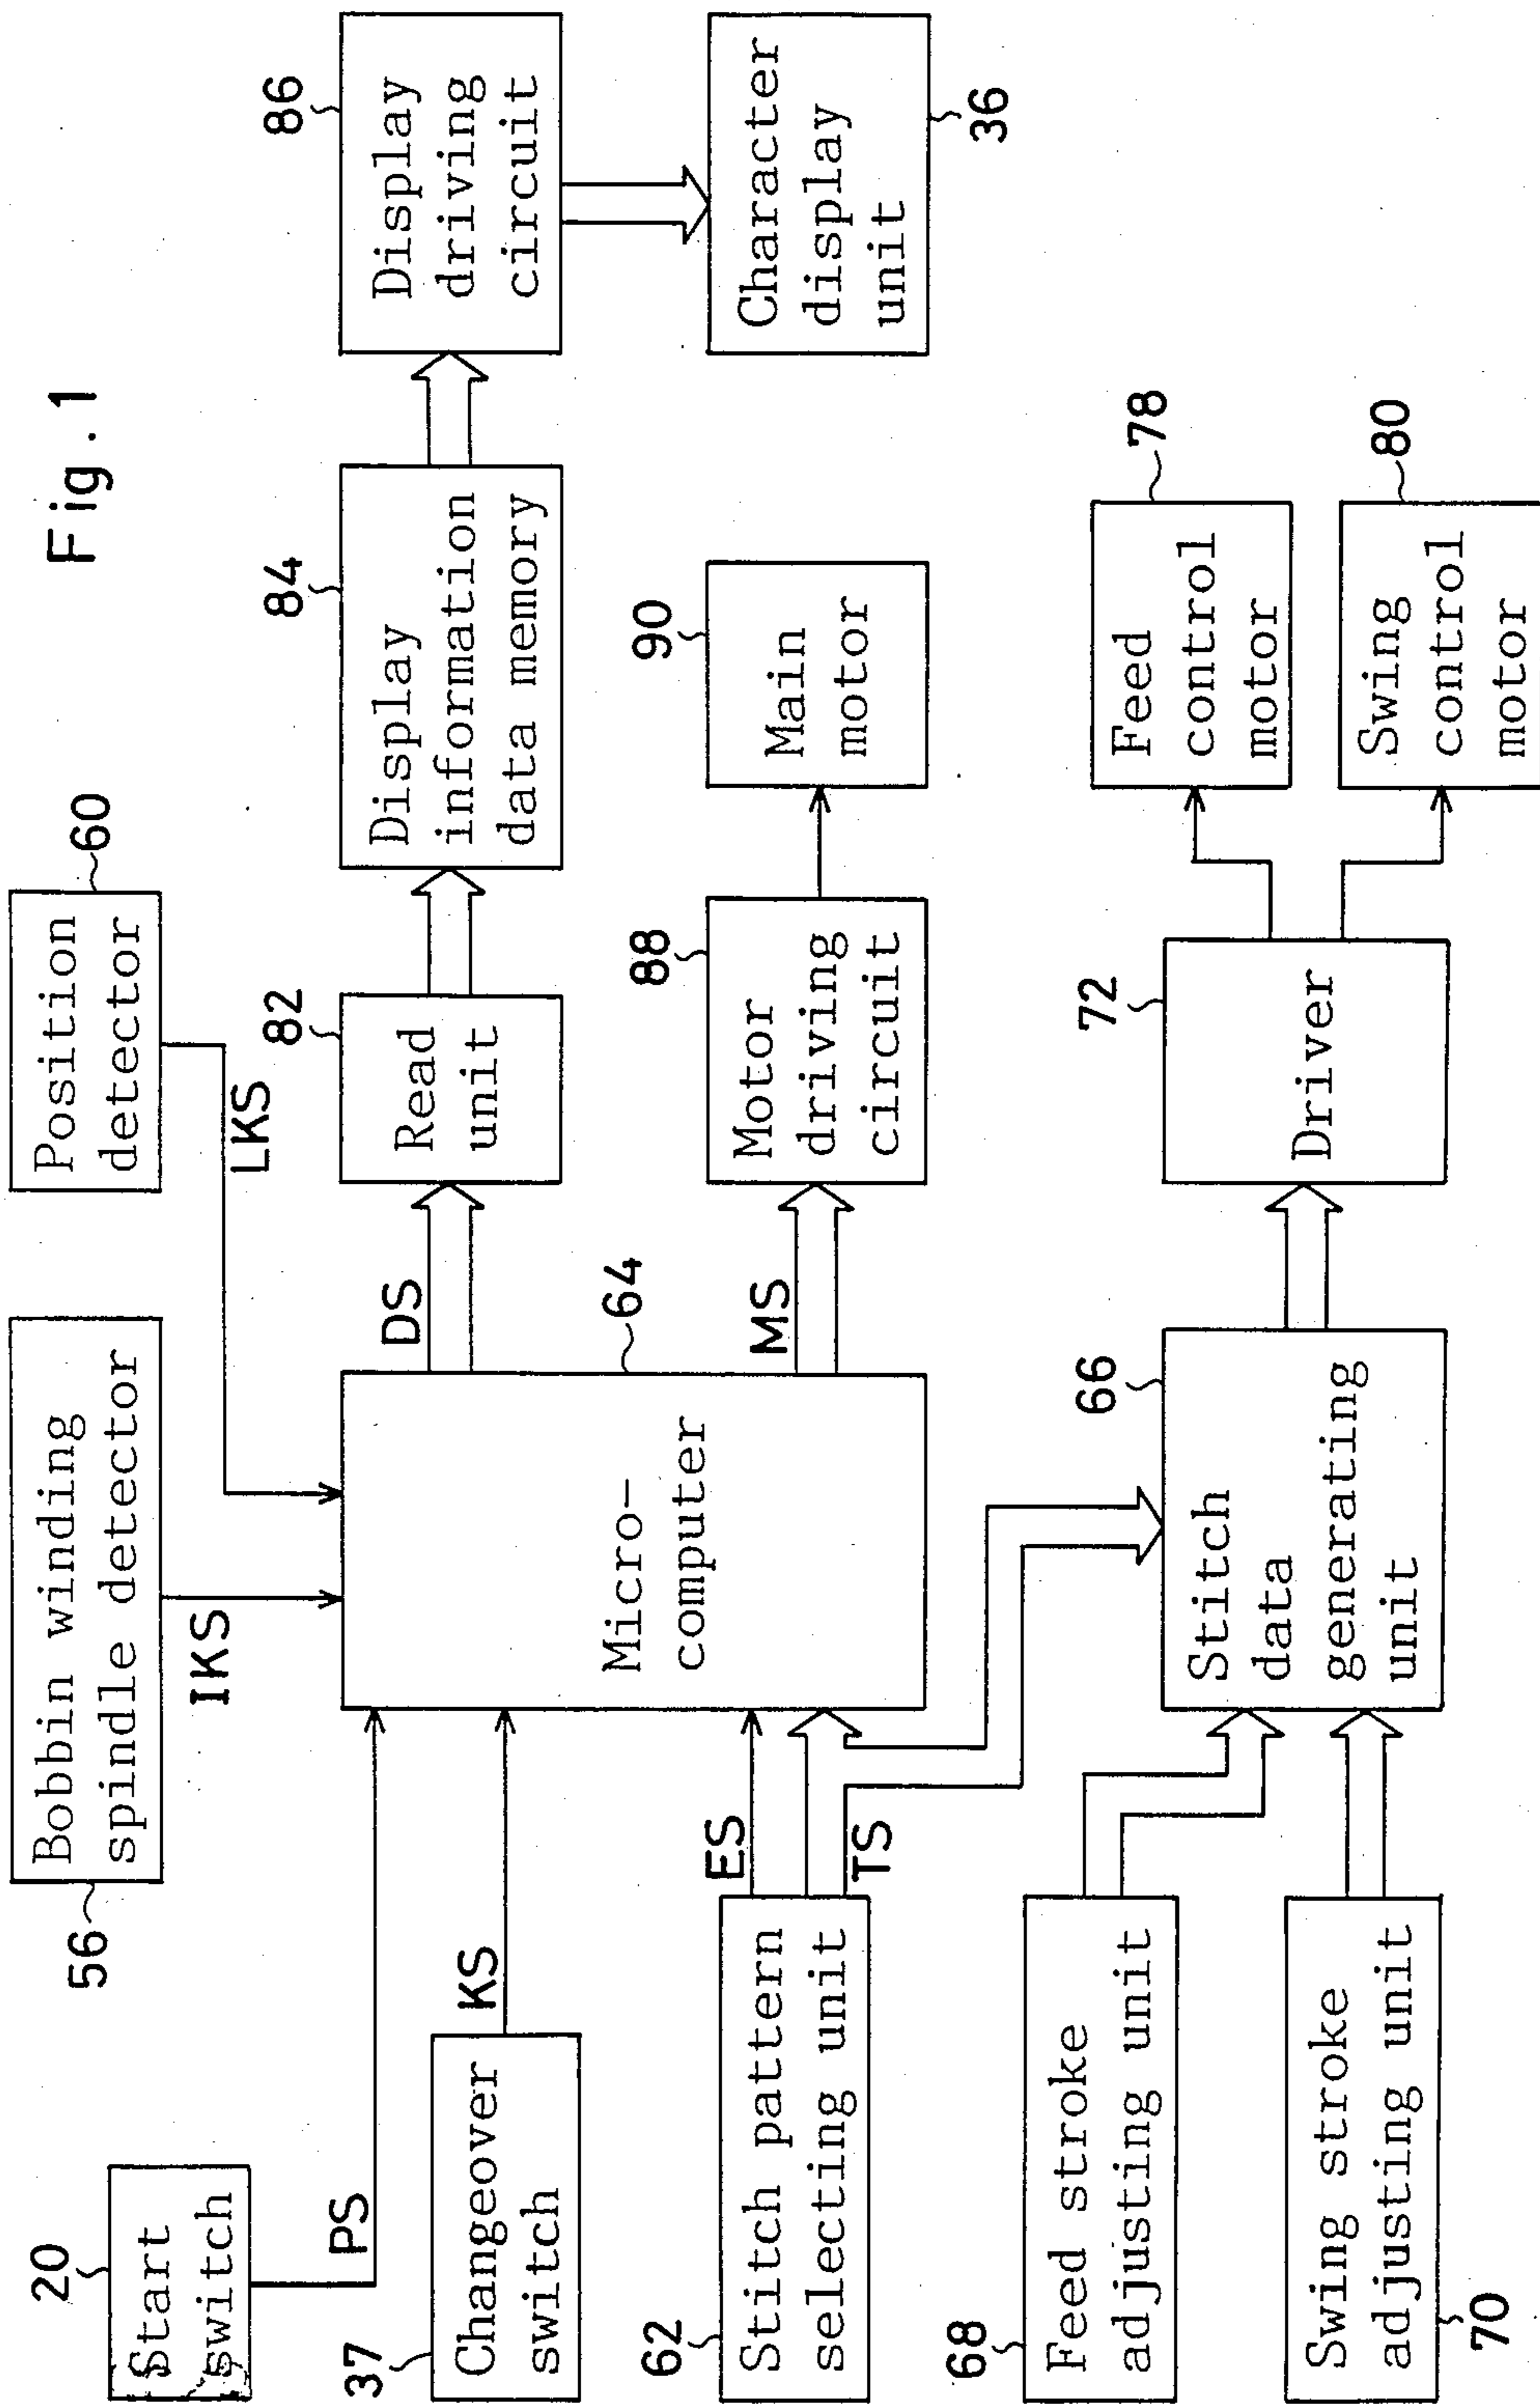 Fig.1
20
Start
switch
PS
37
Changeover
switch
KS
56
Bobbin winding
spindle detector
IKS
60
Position
detector
LKS
62
Stitch pattern
selecting unit
ES
TS
64
Micro-
computer
DS
MS
82
Read
unit
84
Display
information
data memory
86
Display
driving
circuit
Character
display
unit
36
88
Motor
driving
circuit
90
Main
motor
68
Feed stroke
adjusting unit
70
Swing stroke
adjusting unit
66
Stitch
data
generating
unit
72
Driver
78
Feed
control
motor
80
Swing
control
motor